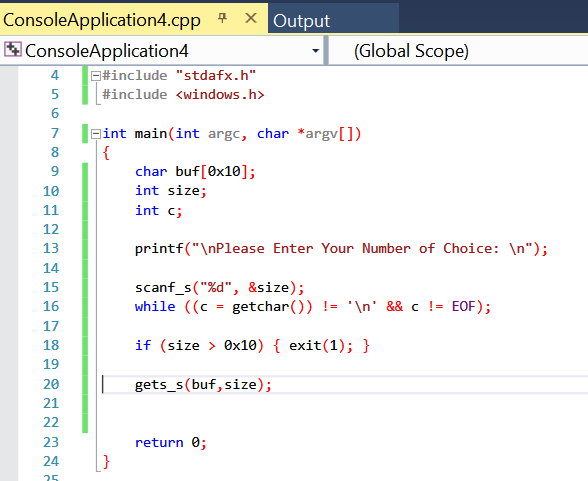 ConsoleApplication4.cpp Output
ConsoleApplication4 (Global Scope)
4 #include "stdafx.h"
5 #include <windows.h>
6
7 int main(int argc, char *argv[])
8 {
9 char buf[0x10];
10 int size;
11 int c;
12
13 printf("\nPlease Enter Your Number of Choice: \n");
14
15 scanf_s("%d", &size);
16 while ((c = getchar()) != '\n' && c != EOF);
17
18 if (size > 0x10) { exit(1); }
19
20 gets_s(buf,size);
21
22
23 return 0;
24 }
25